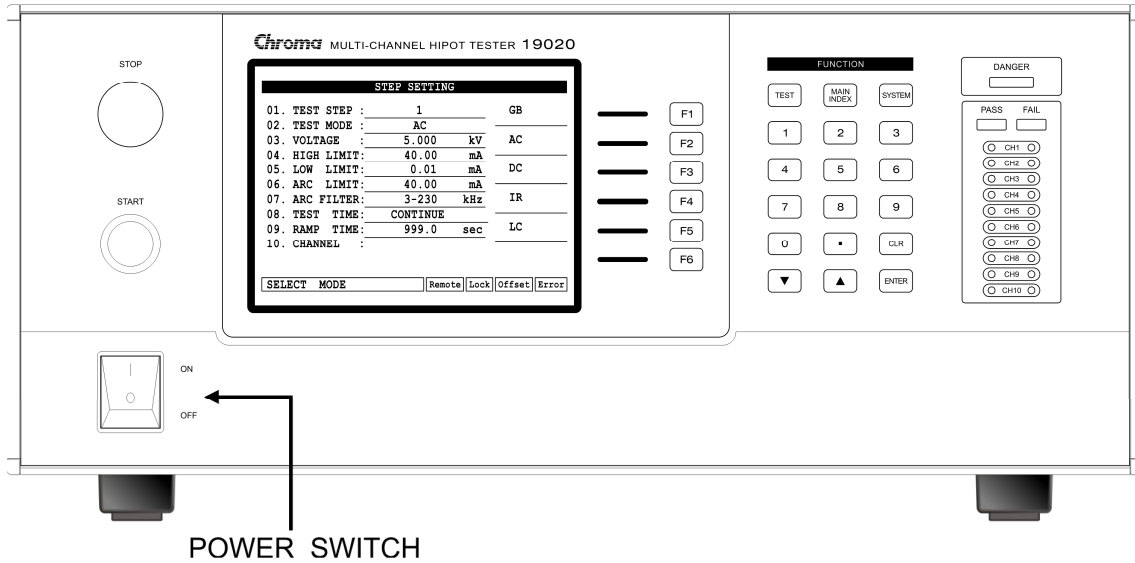 Chroma MULTI-CHANNEL HIPOT TESTER 19020
STOP
START
STEP SETTING
01. TEST STEP : 1
02. TEST MODE : AC
03. VOLTAGE : 5.000 kV
04. HIGH LIMIT: 40.00 mA
05. LOW LIMIT: 0.01 mA
06. ARC LIMIT: 40.00 mA
07. ARC FILTER: 3-230 kHz
08. TEST TIME: CONTINUE
09. RAMP TIME: 999.0 sec
10. CHANNEL :
GB
AC
DC
IR
LC
SELECT MODE Remote Lock Offset Error
F1
F2
F3
F4
F5
F6
FUNCTION
TEST MAIN INDEX SYSTEM
1 2 3
4 5 6
7 8 9
0 . CLR
▼ ▲ ENTER
DANGER
PASS FAIL
CH1
CH2
CH3
CH4
CH5
CH6
CH7
CH8
CH9
CH10
ON
OFF
POWER SWITCH